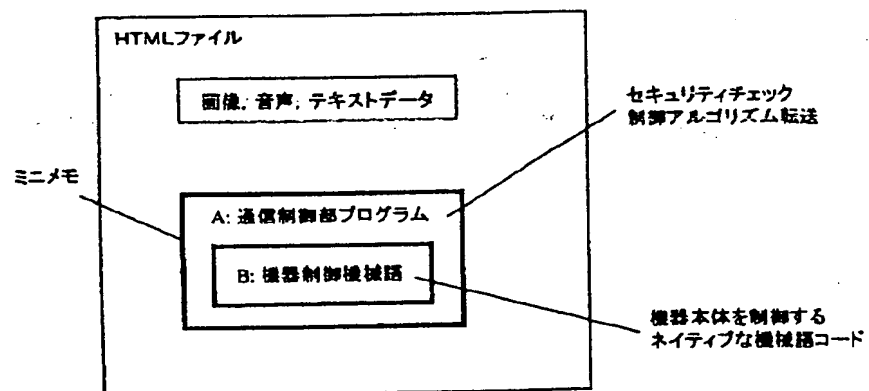 HTMLファイル
画像, 音声, テキストデータ
セキュリティチェック
制御アルゴリズム転送
ミニメモ
A: 通信制御部プログラム
B: 機器制御機械語
機器本体を制御する
ネイティブな機械語コード